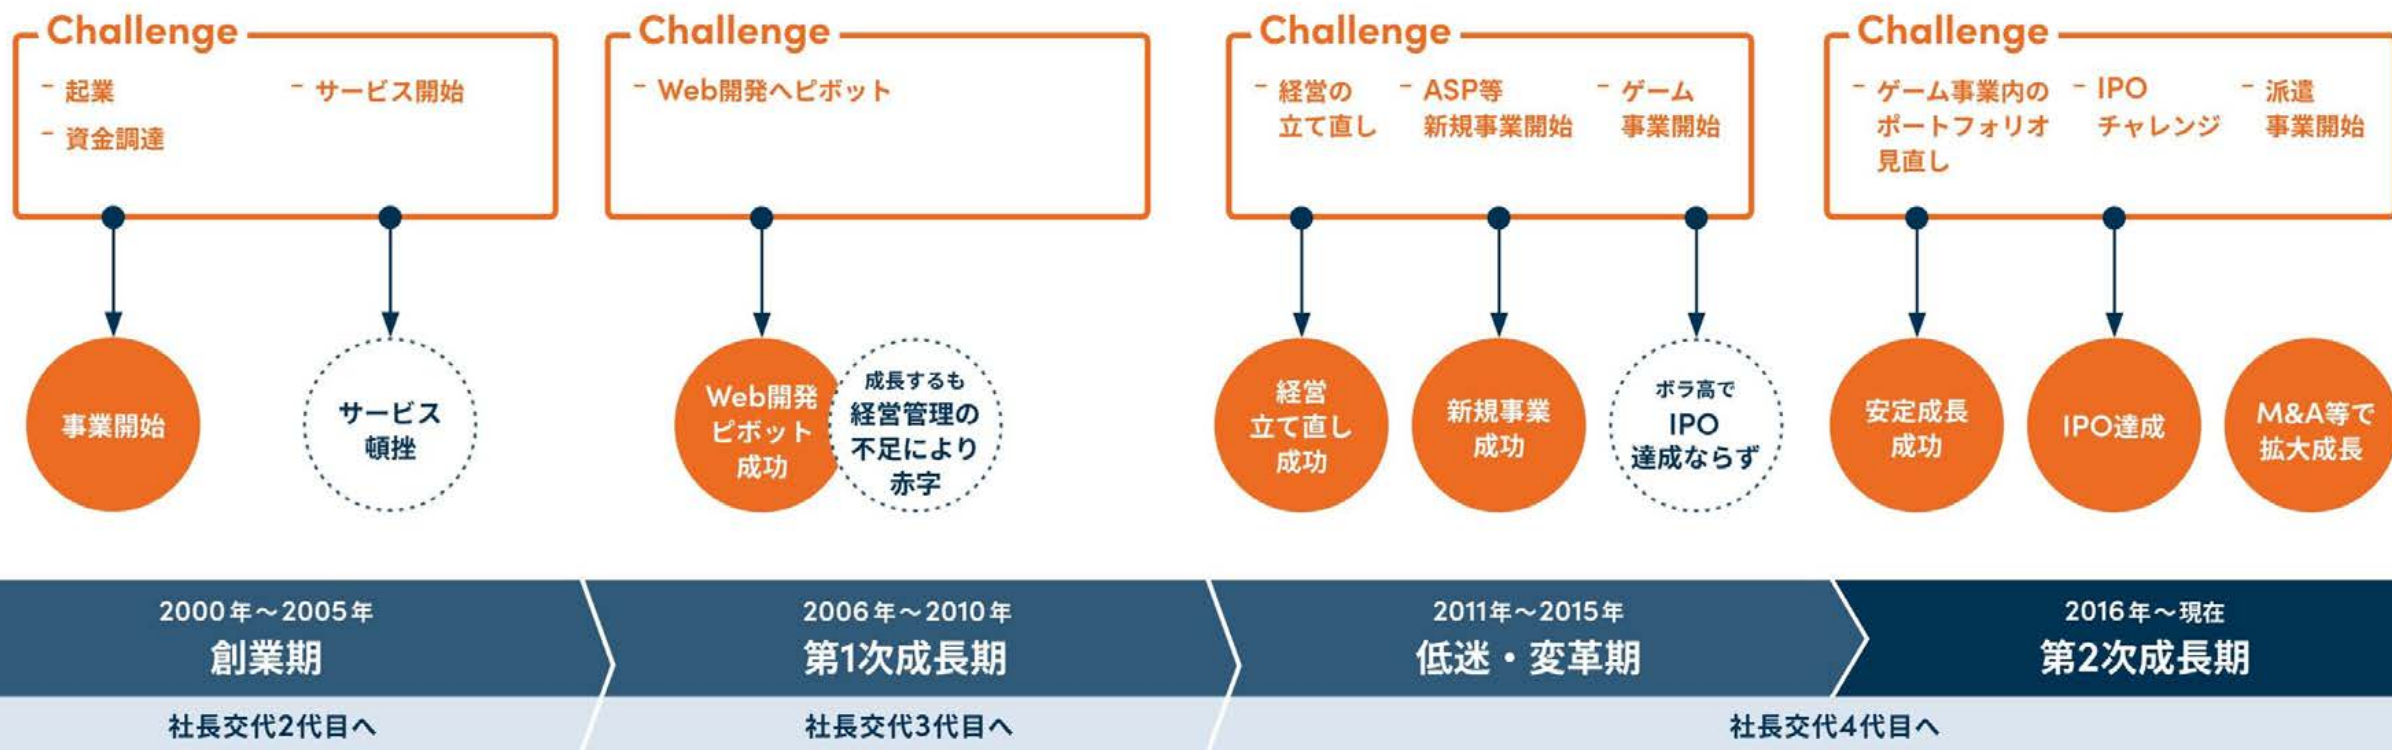 Challenge
- 起業
- 資金調達
- サービス開始
事業開始
サービス
頓挫
Challenge
- Web開発へピボット
Web開発
ピボット
成功
成長するも
経営管理の
不足により
赤字
Challenge
- 経営の
立て直し
- ASP等
新規事業開始
- ゲーム
事業開始
経営
立て直し
成功
新規事業
成功
ボラ高で
IPO
達成ならず
Challenge
- ゲーム事業内の
ポートフォリオ
見直し
- IPO
チャレンジ
- 派遣
事業開始
安定成長
成功
IPO達成
M&A等で
拡大成長
2000年～2005年
創業期
2006年～2010年
第1次成長期
2011年～2015年
低迷・変革期
2016年～現在
第2次成長期
社長交代2代目へ
社長交代3代目へ
社長交代4代目へ